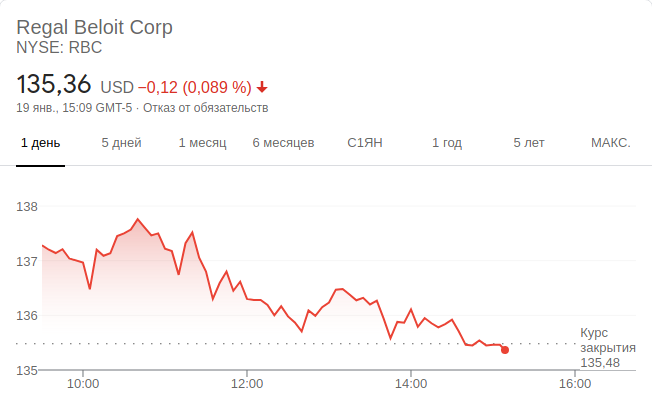 Regal Beloit Corp
NYSE: RBC
135,36 USD −0,12 (0,089 %)
19 янв., 15:09 GMT-5 · Отказ от обязательств
1 день 5 дней 1 месяц 6 месяцев С1ЯН 1 год 5 лет МАКС.
138
137
136
Курс
закрытия
135,48
135
10:00 12:00 14:00 16:00